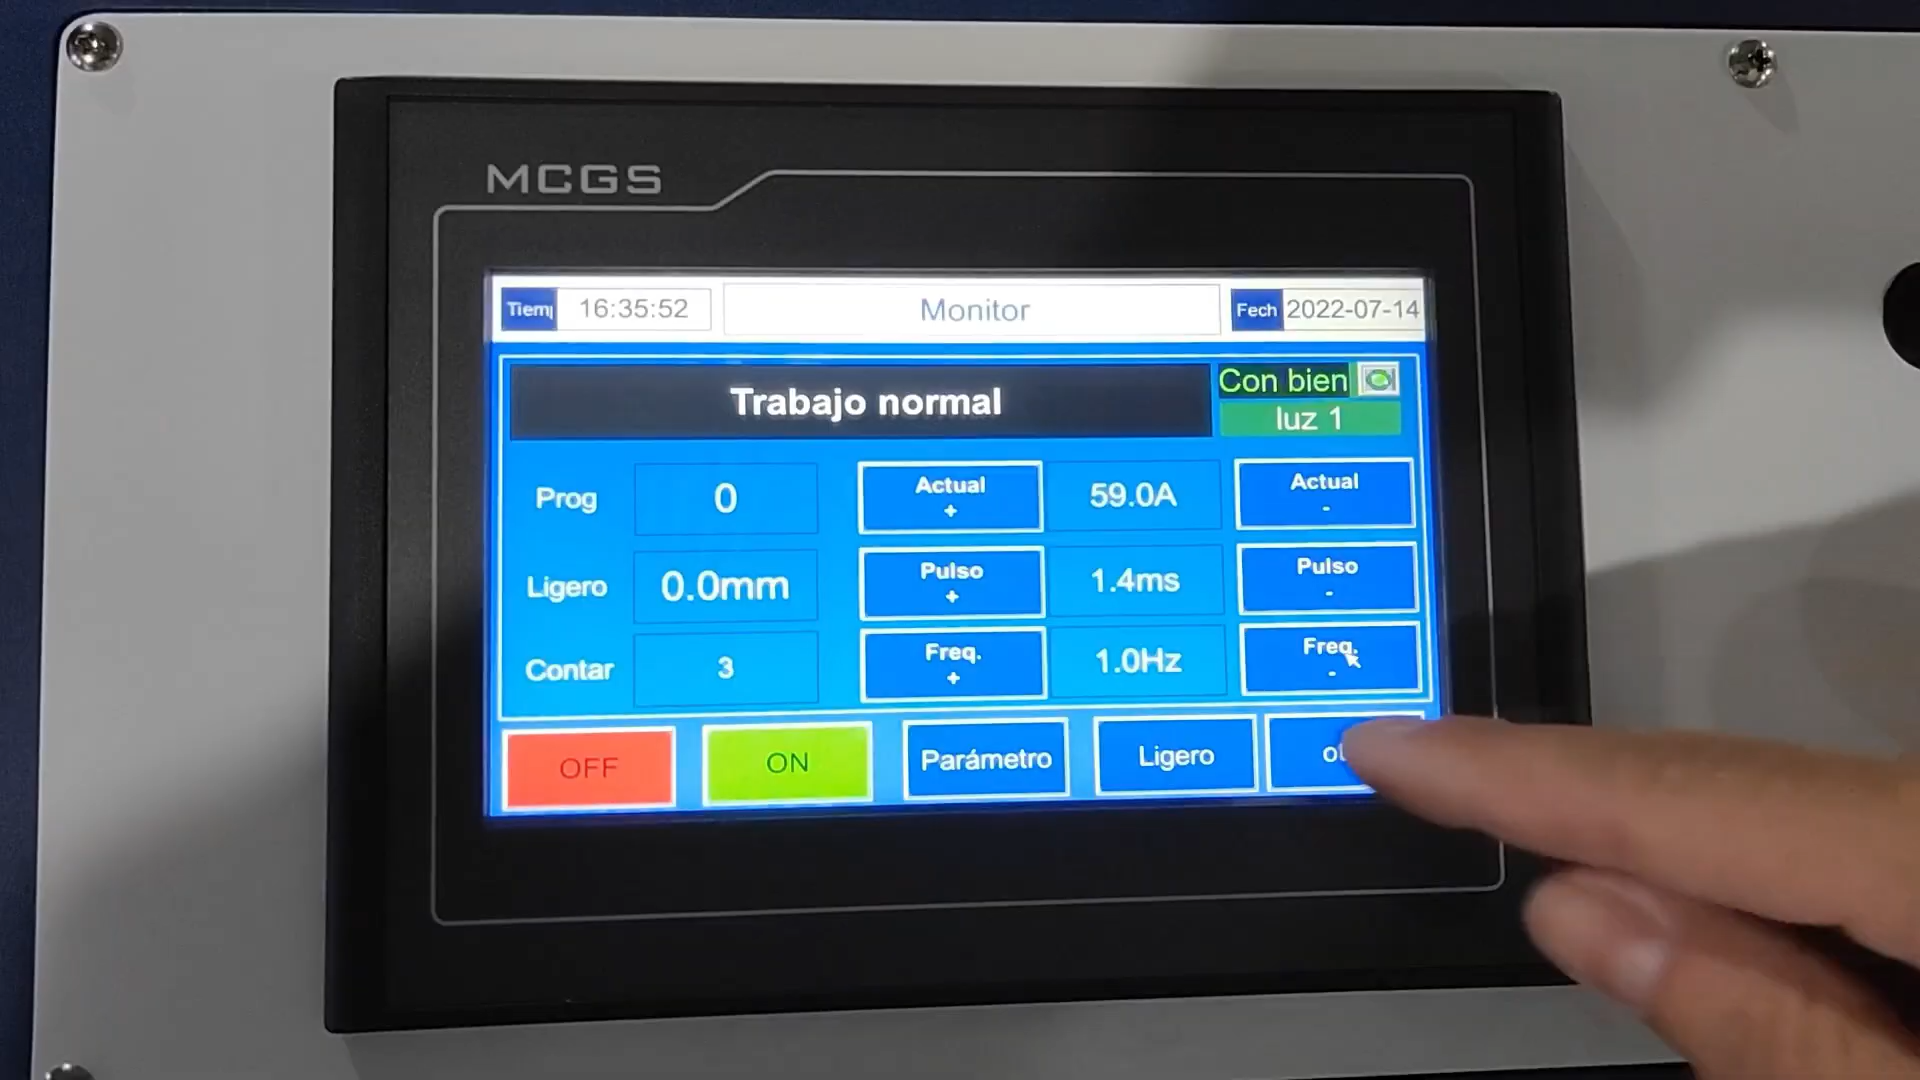 MCGS
Tiem 16:35:52 Monitor Fech 2022-07-14
Trabajo normal
Con bien
luz 1
Prog 0 Actual + 59.0A Actual -
Ligero 0.0mm Pulso + 1.4ms Pulso -
Contar 3 Freq. + 1.0Hz Freq. -
OFF ON Parámetro Ligero